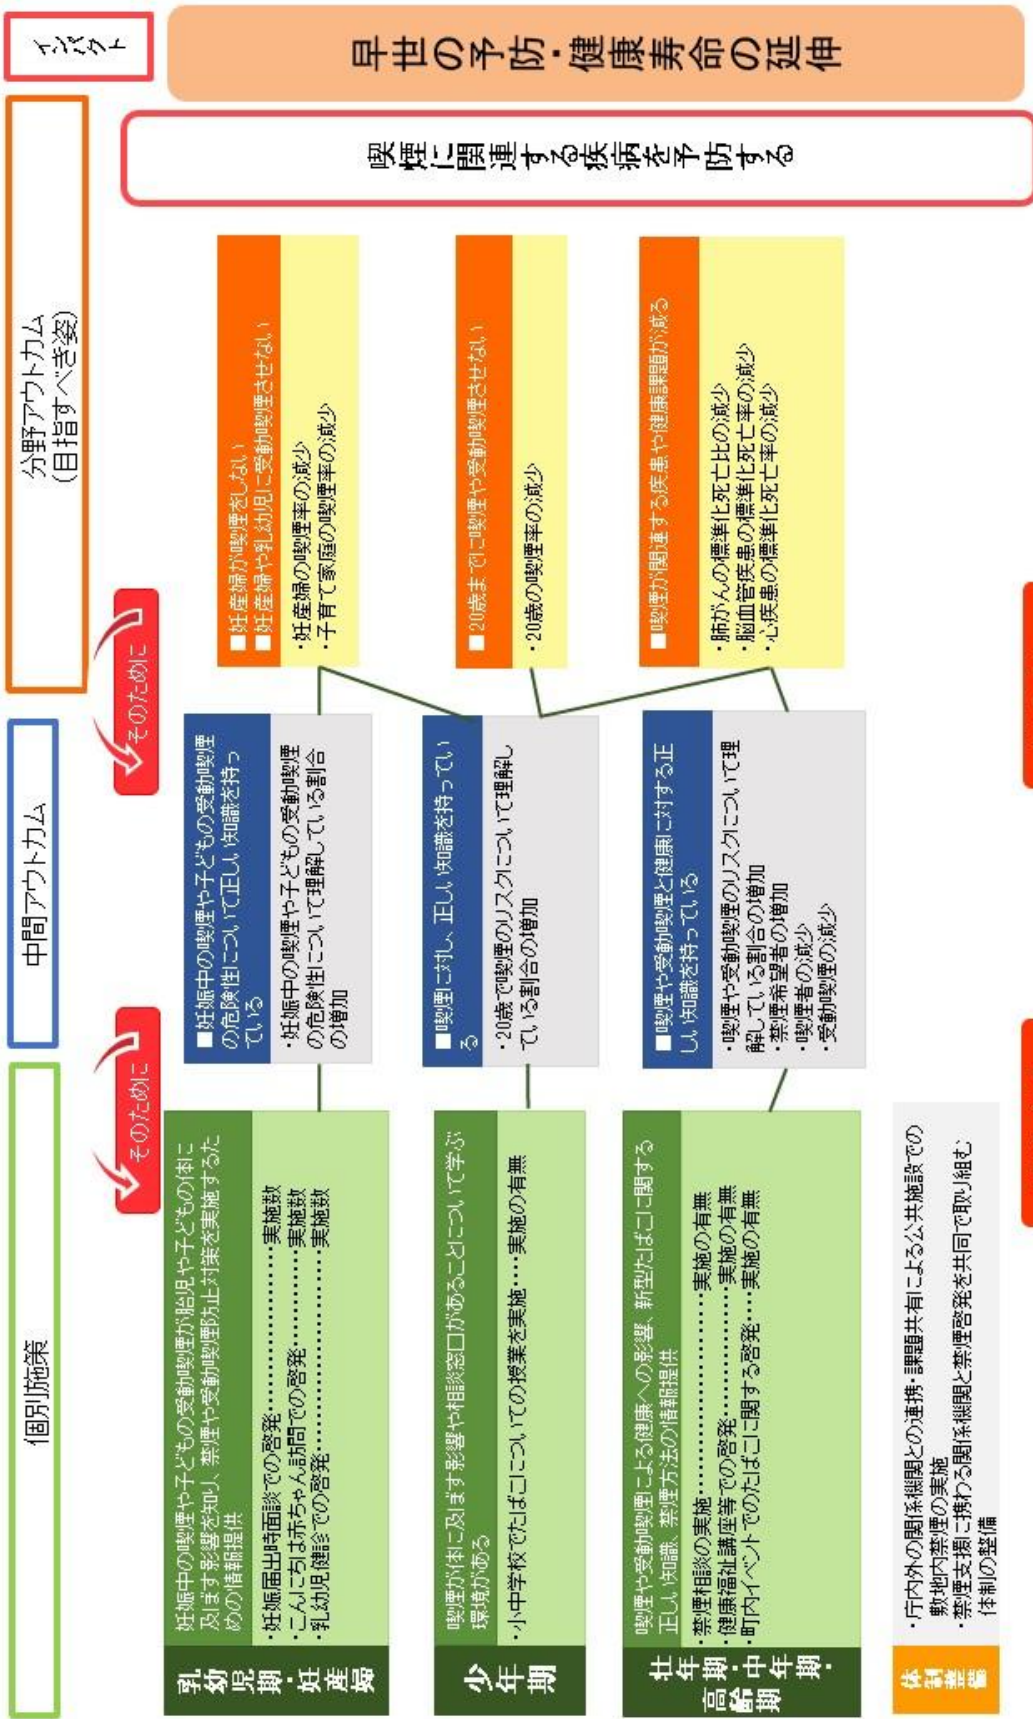 個別施策
中間アウトカム
分野アウトカム
(目指すべき姿)
インパクト
そのために
そのために
乳幼児期・妊産婦
妊娠中の喫煙や子どもの受動喫煙が胎児や子どもの体に
及ぼす影響を知り、禁煙や受動喫煙防止対策を実施するた
めの情報提供
・妊娠届出時面談での啓発…………………実施数
・こんにちは赤ちゃん訪問での啓発…………実施数
・乳幼児健診での啓発………………………実施数
■妊娠中の喫煙や子どもの受動喫煙
の危険性について正しい知識を持っ
ている
・妊娠中の喫煙や子どもの受動喫煙
の危険性について理解している割合
の増加
■妊産婦が喫煙をしない
■妊産婦や乳幼児に受動喫煙させない
・妊産婦の喫煙率の減少
・子育て家庭の喫煙率の減少
少年期
喫煙が体に及ぼす影響や相談窓口があることについて学ぶ
環境がある
・小中学校でたばこについての授業を実施……実施の有無
■喫煙に対し、正しい知識を持ってい
る
・20歳で喫煙のリスクについて理解し
ている割合の増加
■20歳までに喫煙や受動喫煙させない
・20歳の喫煙率の減少
壮年期・中年期・
高齢期
喫煙や受動喫煙による健康への影響、新型たばこに関する
正しい知識、禁煙方法の情報提供
・禁煙相談の実施…………………………実施の有無
・健康福祉講座等での啓発………………実施の有無
・町内イベントでのたばこに関する啓発……実施の有無
■喫煙や受動喫煙と健康に対する正
しい知識を持っている
・喫煙や受動喫煙のリスクについて理
解している割合の増加
・禁煙希望者の増加
・喫煙者の減少
・受動喫煙の減少
■喫煙が関連する疾患や健康課題が減る
・肺がんの標準化死亡比の減少
・脳血管疾患の標準化死亡率の減少
・心疾患の標準化死亡率の減少
体制整備
・庁内外の関係機関との連携・課題共有による公共施設での
敷地内禁煙の実施
・禁煙支援に携わる関係機関と禁煙啓発を共同で取り組む
体制の整備
喫煙に関連する疾病を予防する
早世の予防・健康寿命の延伸